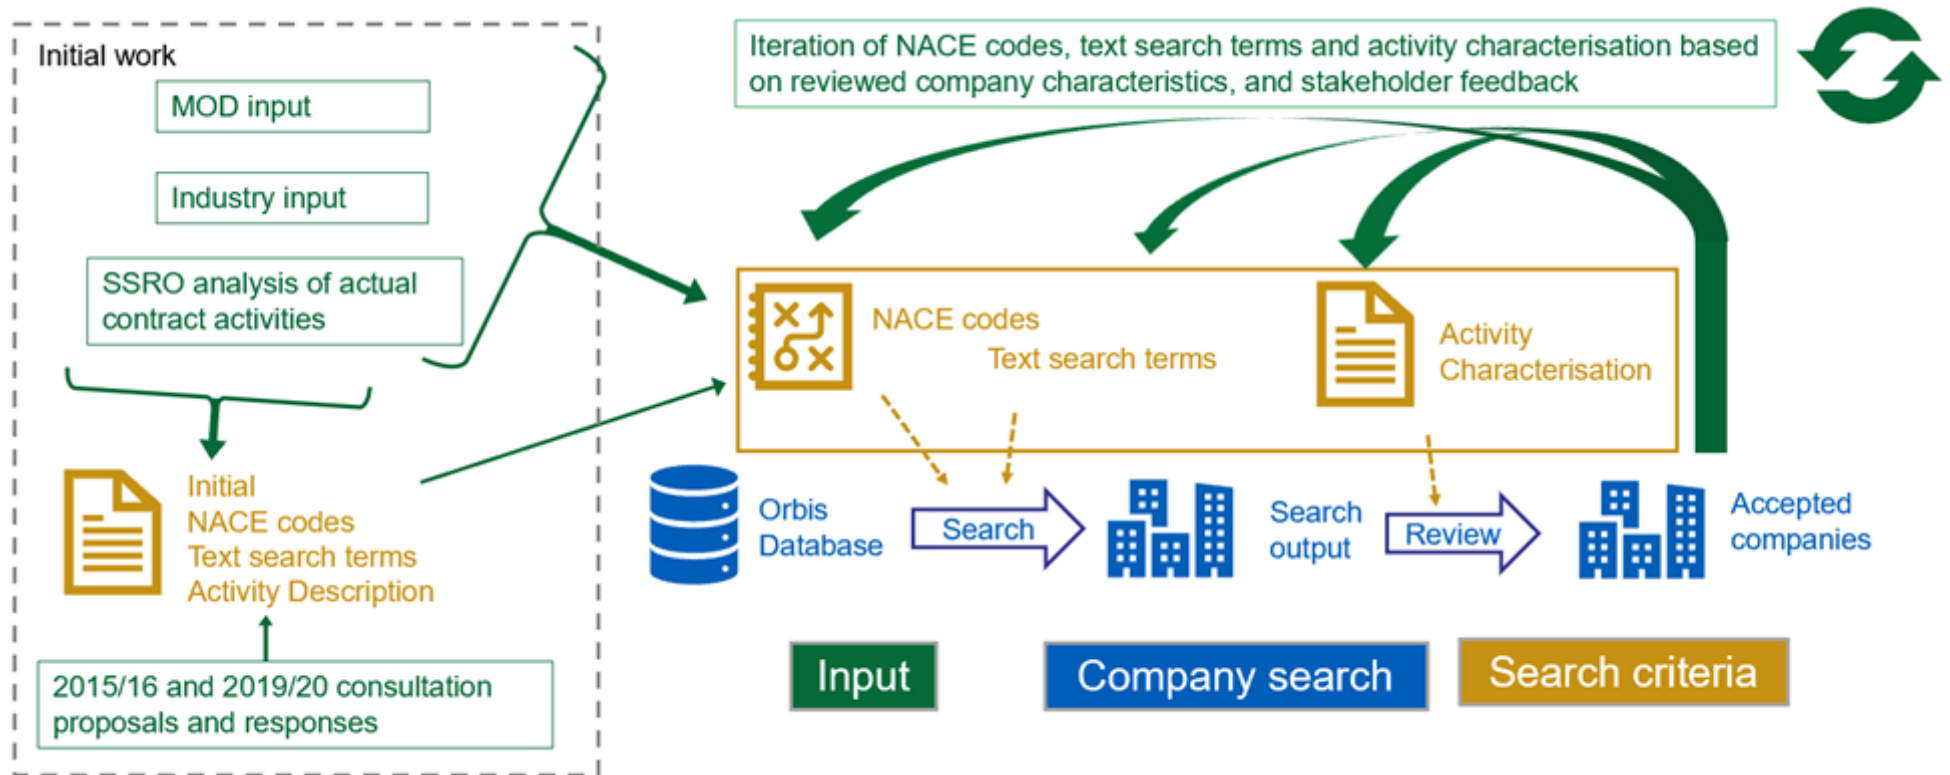 Initial work
MOD input
Industry input
SSRO analysis of actual
contract activities
Initial
NACE codes
Text search terms
Activity Description
2015/16 and 2019/20 consultation
proposals and responses
Iteration of NACE codes, text search terms and activity characterisation based
on reviewed company characteristics, and stakeholder feedback
NACE codes
Text search terms
Activity
Characterisation
Orbis
Database
Search
Search
output
Review
Accepted
companies
Input
Company search
Search criteria